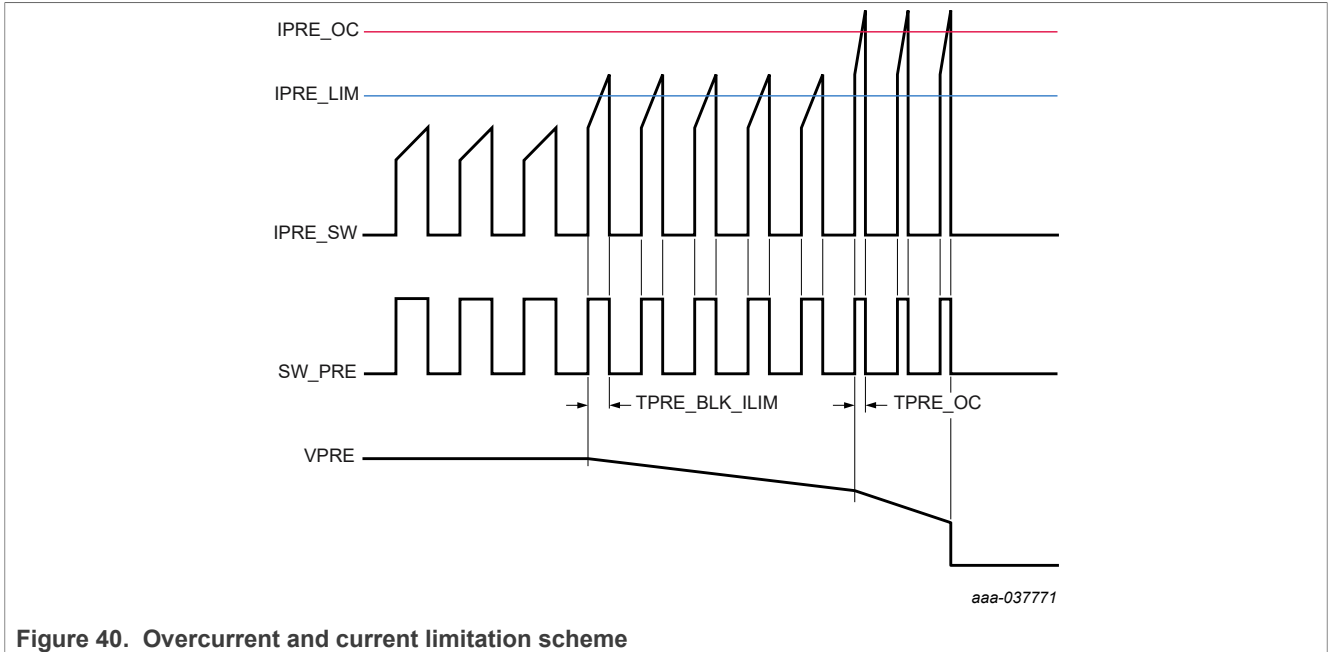 IPRE_OC
IPRE_LIM
IPRE_SW
SW_PRE
TPRE_BLK_ILIM
TPRE_OC
VPRE
aaa-037771
Figure 40. Overcurrent and current limitation scheme